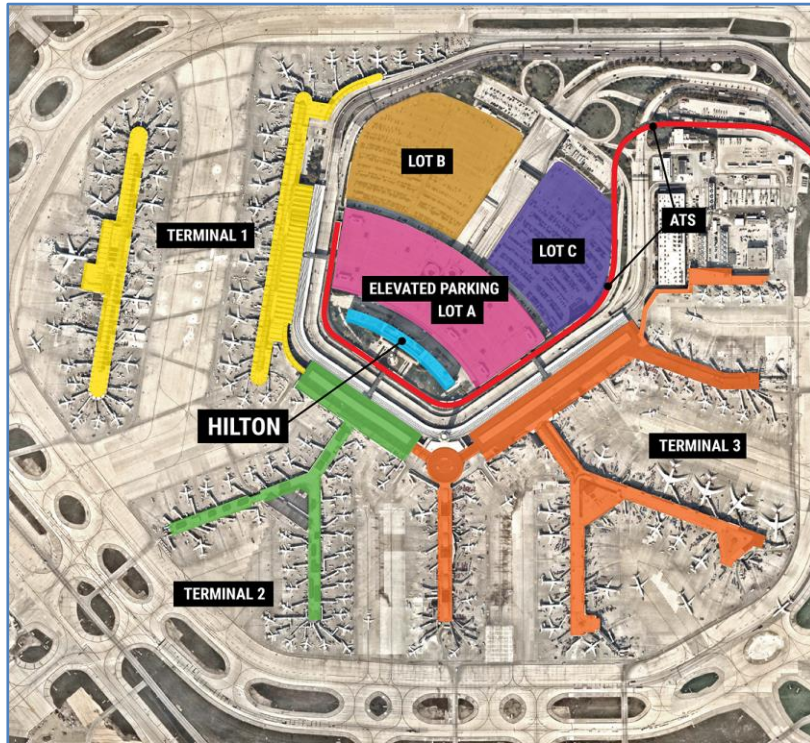 LOT B
TERMINAL 1
LOT C
ATS
ELEVATED PARKING
LOT A
HILTON
TERMINAL 3
TERMINAL 2